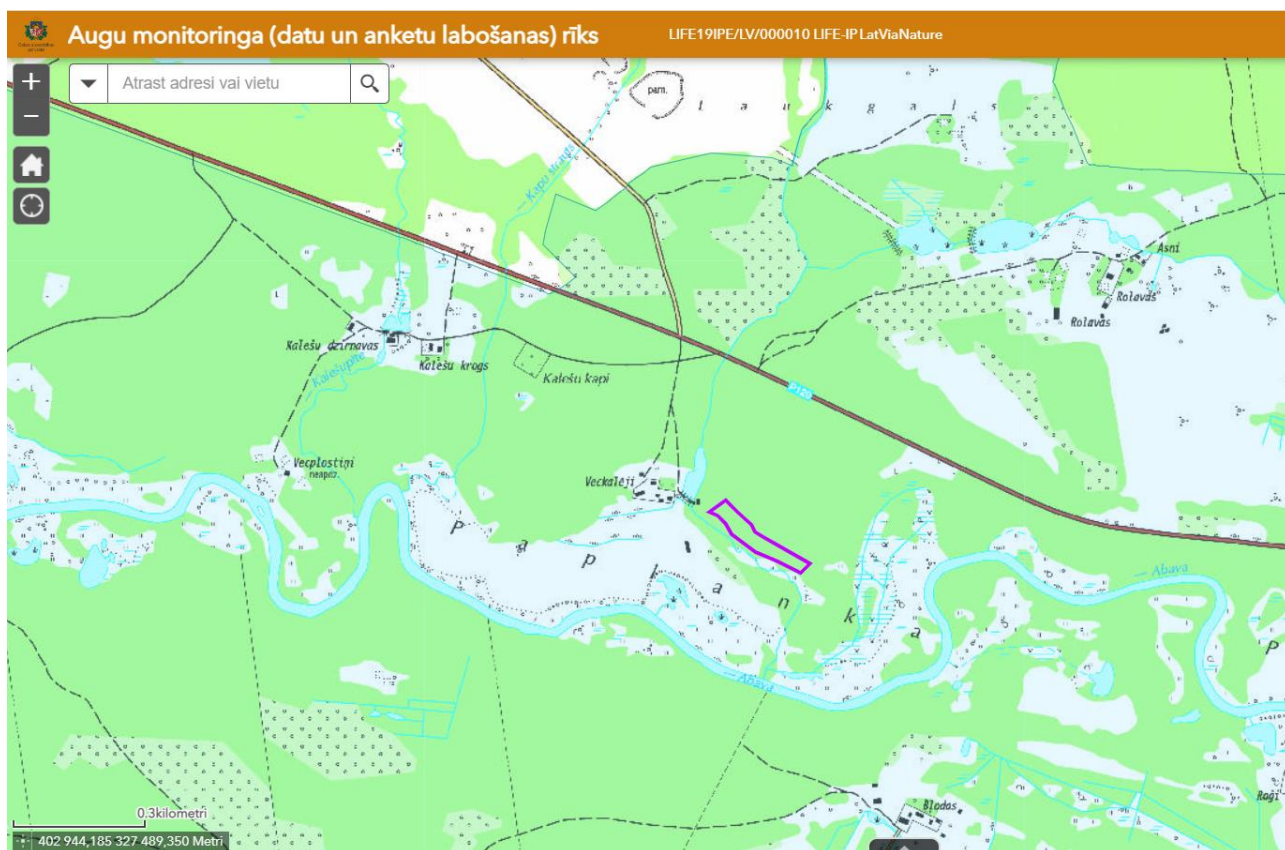 Augu monitoringa (datu un anketu labošanas) rīks
LIFE19IPE/LV/000010 LIFE-IP LatViaNature
+
−
Atrast adresi vai vietu
pam.
l a u k g a l s
Kapu strauts
Asni
Rolavas
Rolavas
Kalešu dzirnavas
Kalešu krogs
Kalešupīte
Kalešu kapi
P120
Vecplostiņi
neapdz.
Veckalēji
P a p l a n k a
P
Abava
Abava
0.3kilometri
Blodas
Raģi
402 944,185 327 489,350 Metri